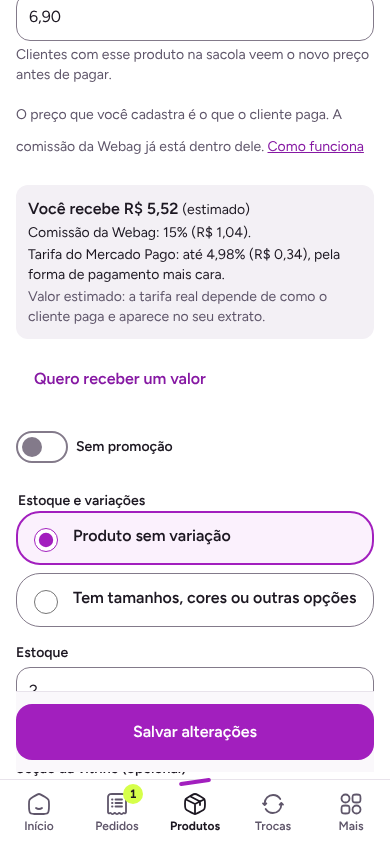 6,90
Clientes com esse produto na sacola veem o novo preço
antes de pagar.
O preço que você cadastra é o que o cliente paga. A
comissão da Webag já está dentro dele. Como funciona
Você recebe R$ 5,52 (estimado)
Comissão da Webag: 15% (R$ 1,04).
Tarifa do Mercado Pago: até 4,98% (R$ 0,34), pela
forma de pagamento mais cara.
Valor estimado: a tarifa real depende de como o
cliente paga e aparece no seu extrato.
Quero receber um valor
Sem promoção
Estoque e variações
Produto sem variação
Tem tamanhos, cores ou outras opções
Estoque
Salvar alterações
1
Início Pedidos Produtos Trocas Mais